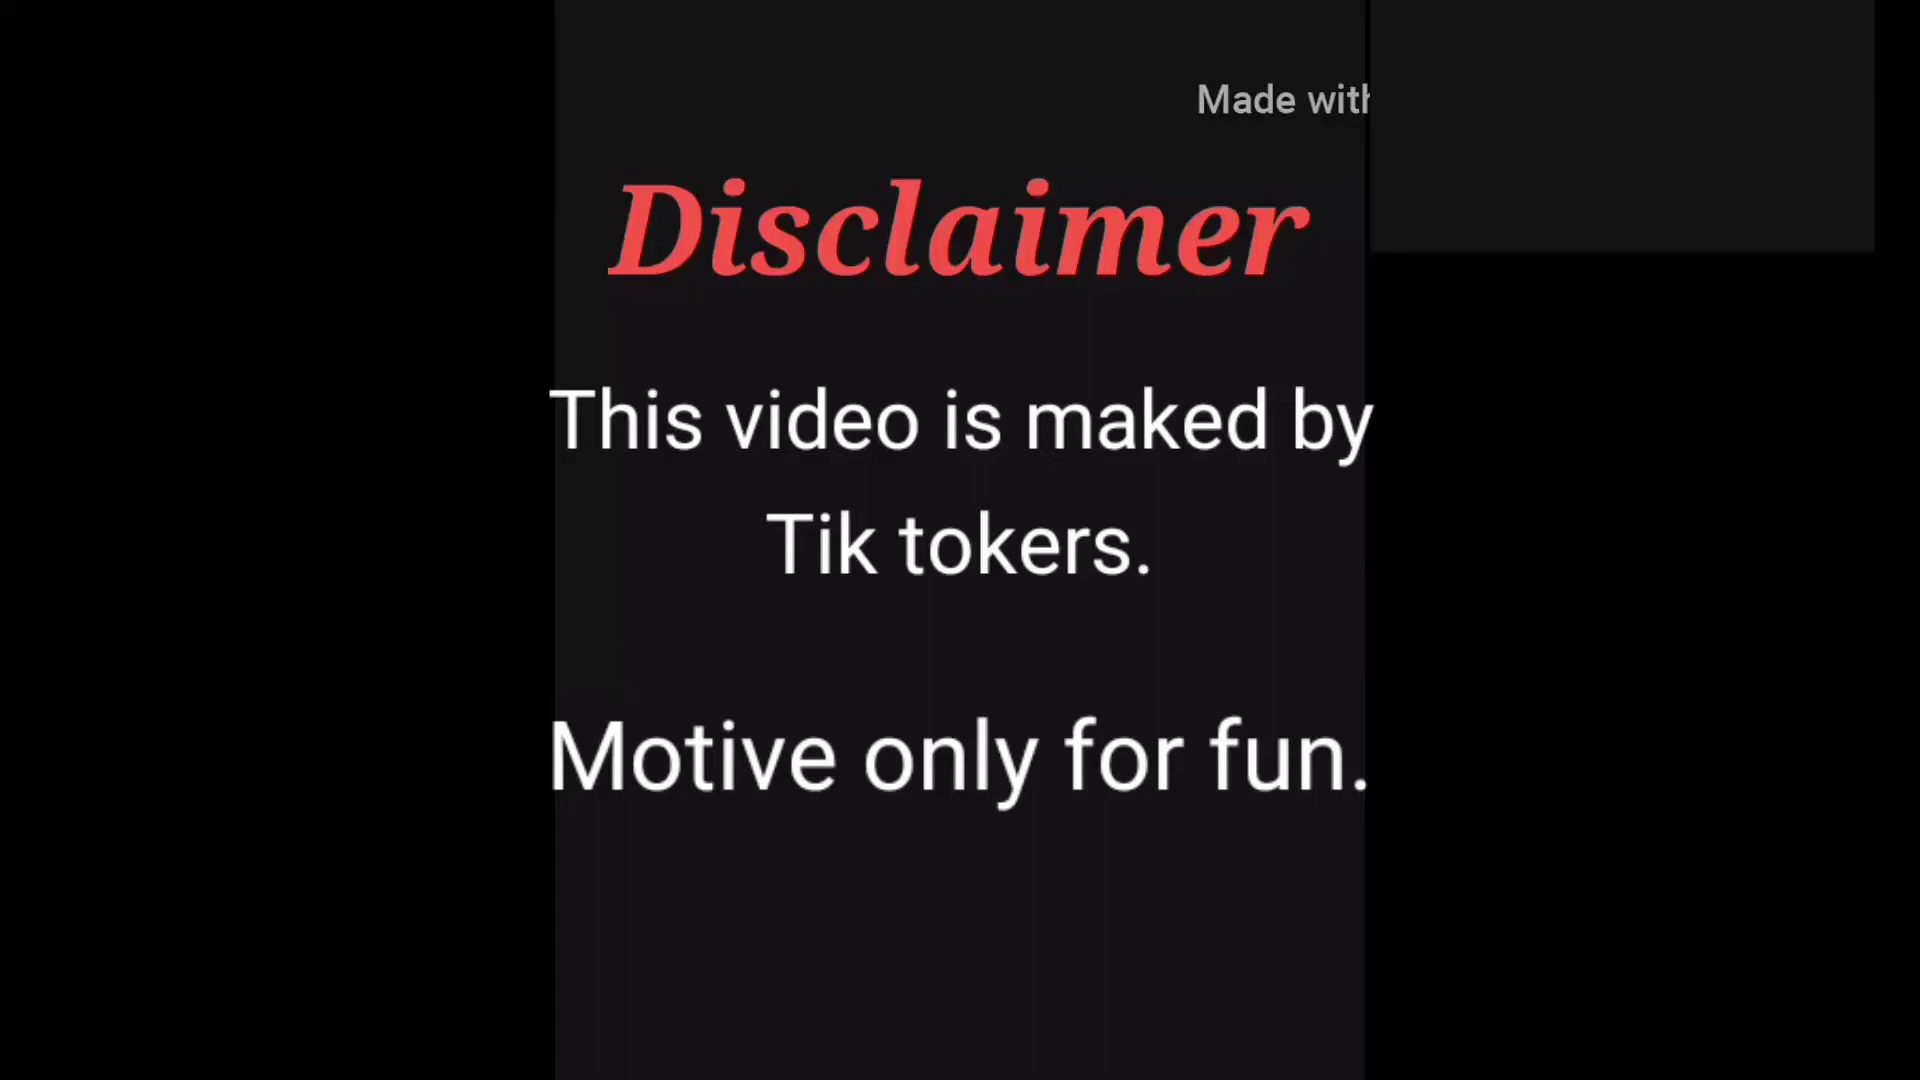 Made with
Disclaimer
This video is maked by
Tik tokers.
Motive only for fun.